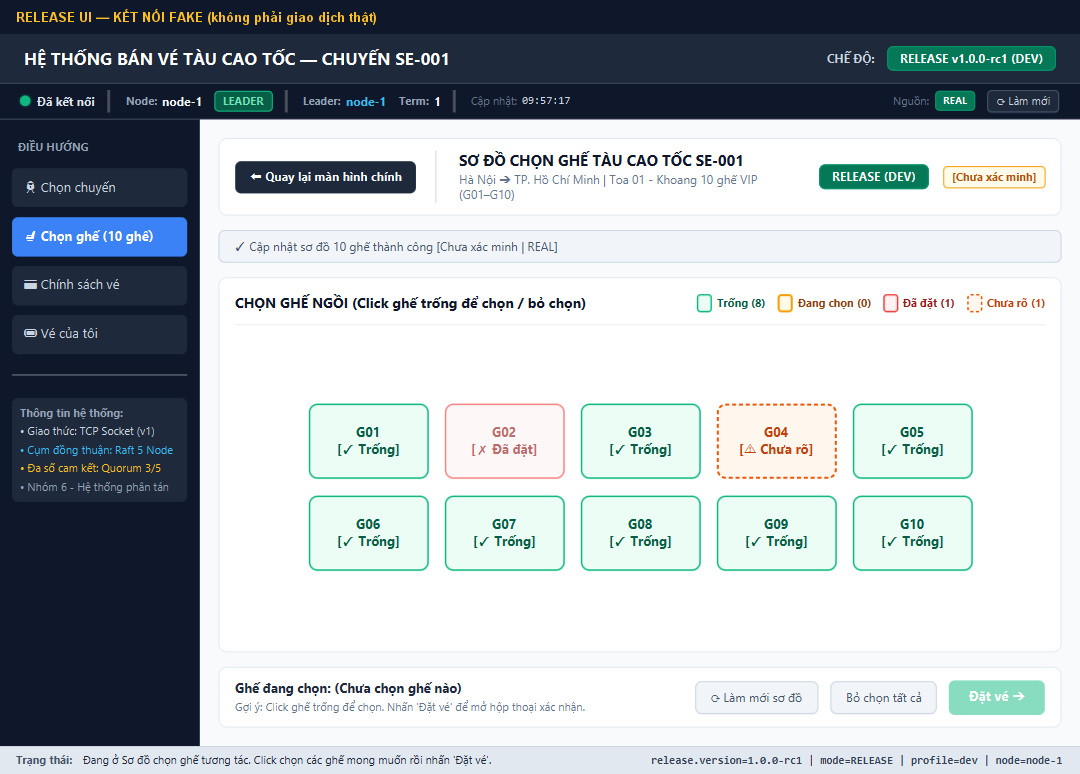 RELEASE UI — KẾT NỐI FAKE (không phải giao dịch thật)
HỆ THỐNG BÁN VÉ TÀU CAO TỐC — CHUYẾN SE-001
CHẾ ĐỘ: RELEASE v1.0.0-rc1 (DEV)
Đã kết nối Node: node-1 LEADER Leader: node-1 Term: 1 Cập nhật: 09:57:17 Nguồn: REAL ⟳ Làm mới
ĐIỀU HƯỚNG
Chọn chuyến
Chọn ghế (10 ghế)
Chính sách vé
Vé của tôi
Thông tin hệ thống:
• Giao thức: TCP Socket (v1)
• Cụm đồng thuận: Raft 5 Node
• Đa số cam kết: Quorum 3/5
• Nhóm 6 - Hệ thống phân tán
⬅ Quay lại màn hình chính
SƠ ĐỒ CHỌN GHẾ TÀU CAO TỐC SE-001
Hà Nội ➔ TP. Hồ Chí Minh | Toa 01 - Khoang 10 ghế VIP
(G01–G10)
RELEASE (DEV)
[Chưa xác minh]
✓ Cập nhật sơ đồ 10 ghế thành công [Chưa xác minh | REAL]
CHỌN GHẾ NGỒI (Click ghế trống để chọn / bỏ chọn)
Trống (8) Đang chọn (0) Đã đặt (1) Chưa rõ (1)
G01
[✓ Trống]
G02
[✗ Đã đặt]
G03
[✓ Trống]
G04
[⚠ Chưa rõ]
G05
[✓ Trống]
G06
[✓ Trống]
G07
[✓ Trống]
G08
[✓ Trống]
G09
[✓ Trống]
G10
[✓ Trống]
Ghế đang chọn: (Chưa chọn ghế nào)
Gợi ý: Click ghế trống để chọn. Nhấn 'Đặt vé' để mở hộp thoại xác nhận.
⟳ Làm mới sơ đồ
Bỏ chọn tất cả
Đặt vé ➔
Trạng thái: Đang ở Sơ đồ chọn ghế tương tác. Click chọn các ghế mong muốn rồi nhấn 'Đặt vé'.
release.version=1.0.0-rc1 | mode=RELEASE | profile=dev | node=node-1